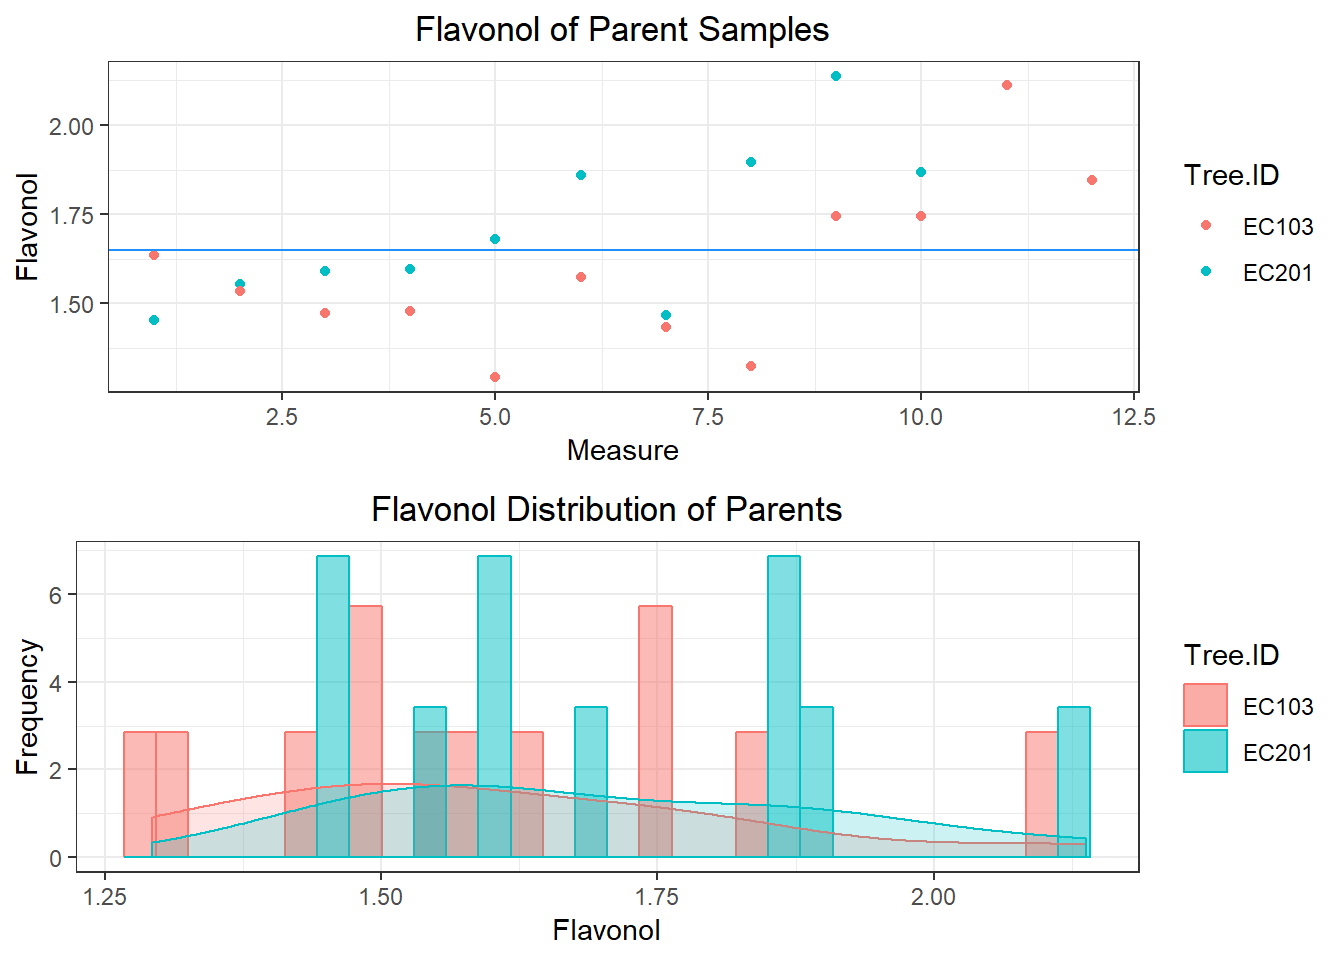 Flavonol of Parent Samples
Flavonol
2.00
1.75
1.50
2.5 5.0 7.5 10.0 12.5
Measure
Tree.ID
EC103
EC201
Flavonol Distribution of Parents
Frequency
6
4
2
0
1.25 1.50 1.75 2.00
Flavonol
Tree.ID
EC103
EC201